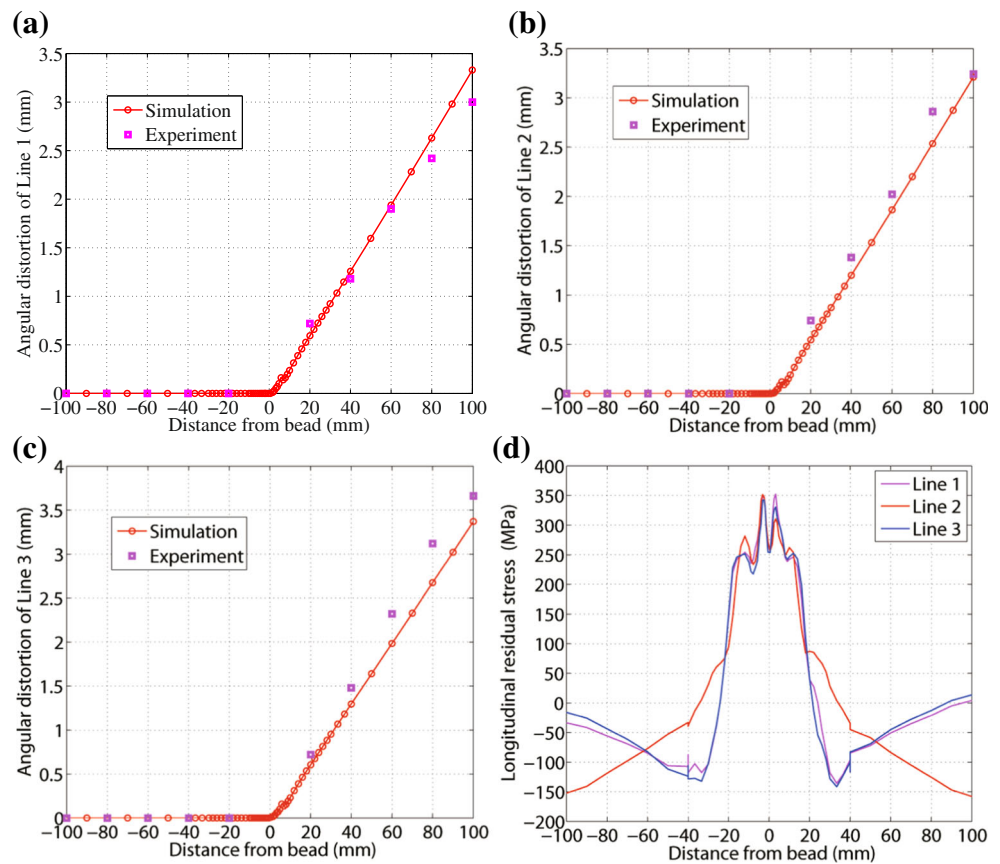 (a)
Angular distortion of Line 1 (mm)
3.5
3
2.5
2
1.5
1
0.5
0
Simulation
Experiment
−100 −80 −60 −40 −20 0 20 40 60 80 100
Distance from bead (mm)
(b)
Angular distortion of Line 2 (mm)
3.5
3
2.5
2
1.5
1
0.5
0
Simulation
Experiment
−100 −80 −60 −40 −20 0 20 40 60 80 100
Distance from bead (mm)
(c)
Angular distortion of Line 3 (mm)
4
3.5
3
2.5
2
1.5
1
0.5
0
Simulation
Experiment
−100 −80 −60 −40 −20 0 20 40 60 80 100
Distance from bead (mm)
(d)
Longitudinal residual stress (MPa)
400
350
300
250
200
150
100
50
0
−50
−100
−150
−200
Line 1
Line 2
Line 3
−100 −80 −60 −40 −20 0 20 40 60 80 100
Distance from bead (mm)